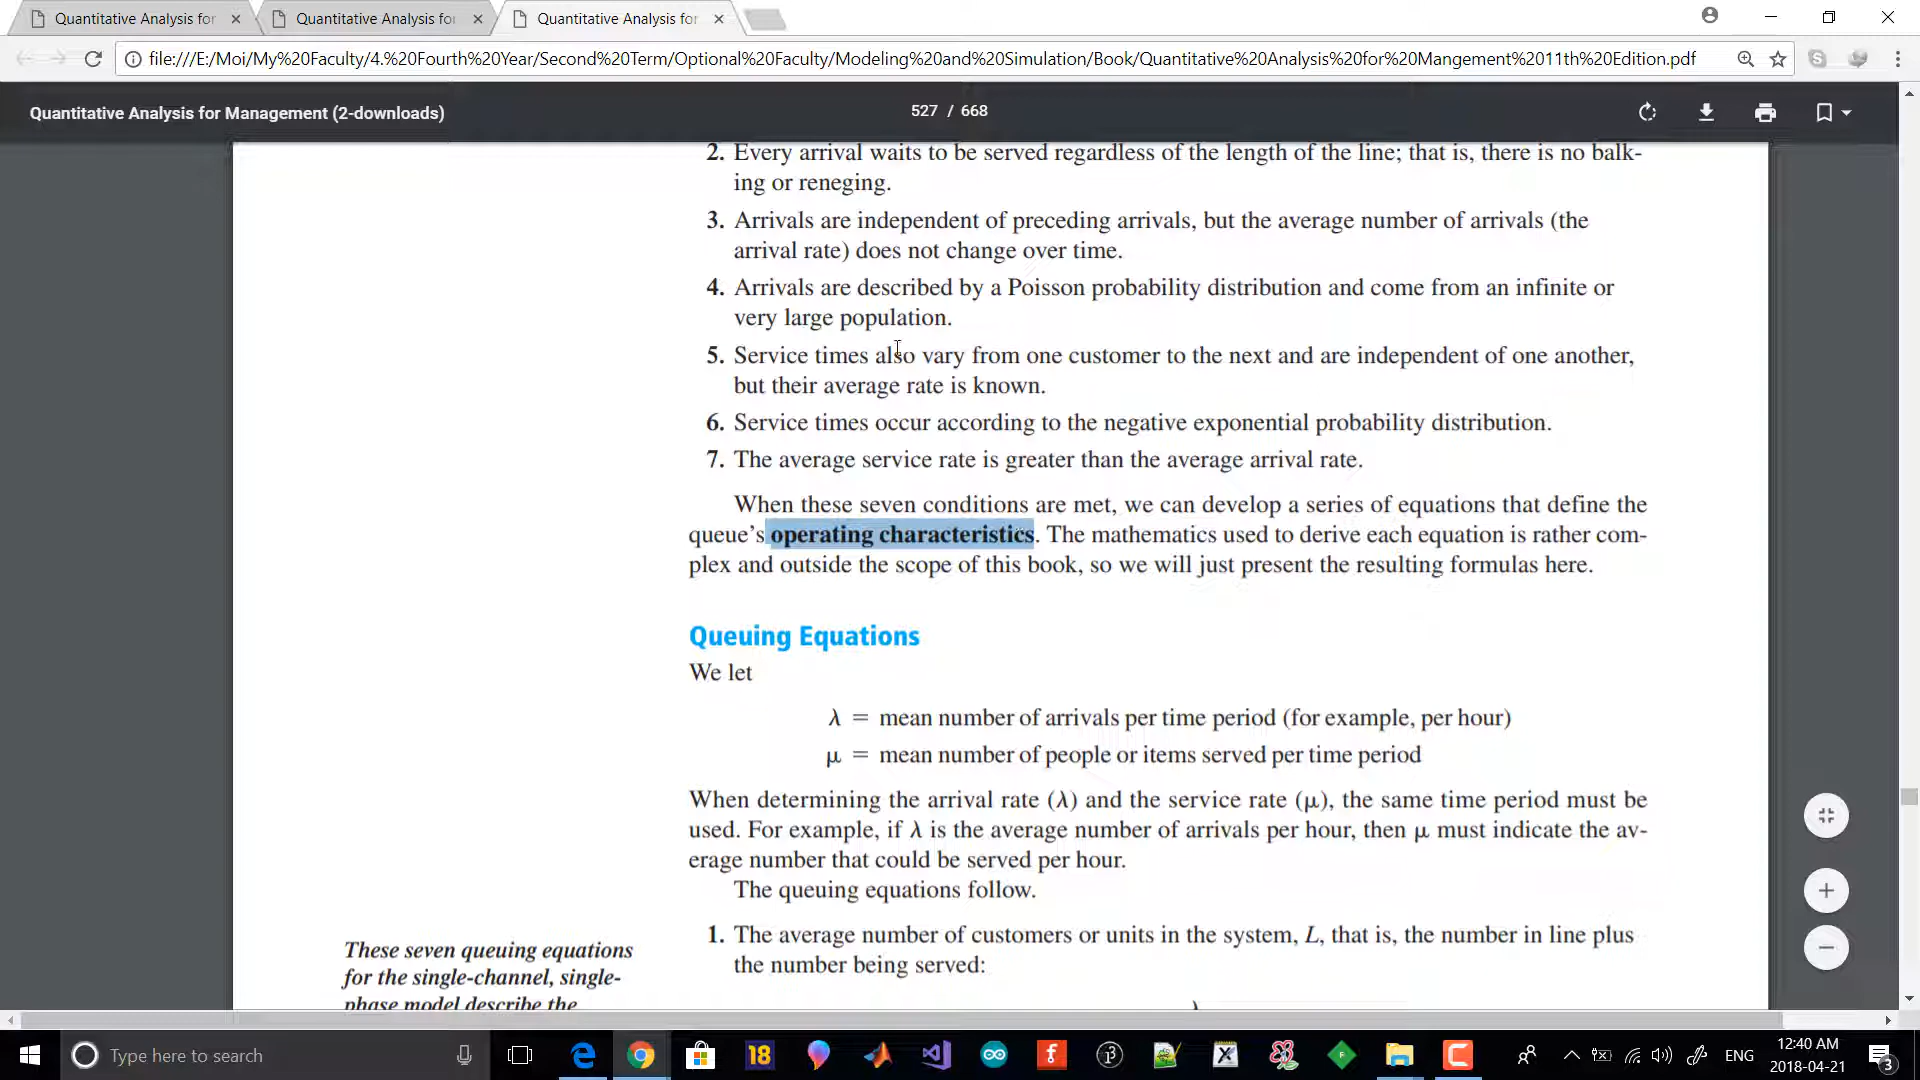 Quantitative Analysis for
Quantitative Analysis for
Quantitative Analysis for
file:///E:/Moi/My%20Faculty/4.%20Fourth%20Year/Second%20Term/Optional%20Faculty/Modeling%20and%20Simulation/Book/Quantitative%20Analysis%20for%20Mangement%2011th%20Edition.pdf
Quantitative Analysis for Management (2-downloads)
527 / 668
2. Every arrival waits to be served regardless of the length of the line; that is, there is no balk-
ing or reneging.
3. Arrivals are independent of preceding arrivals, but the average number of arrivals (the
arrival rate) does not change over time.
4. Arrivals are described by a Poisson probability distribution and come from an infinite or
very large population.
5. Service times also vary from one customer to the next and are independent of one another,
but their average rate is known.
6. Service times occur according to the negative exponential probability distribution.
7. The average service rate is greater than the average arrival rate.
When these seven conditions are met, we can develop a series of equations that define the
queue's operating characteristics. The mathematics used to derive each equation is rather com-
plex and outside the scope of this book, so we will just present the resulting formulas here.
Queuing Equations
We let
λ = mean number of arrivals per time period (for example, per hour)
μ = mean number of people or items served per time period
When determining the arrival rate (λ) and the service rate (μ), the same time period must be
used. For example, if λ is the average number of arrivals per hour, then μ must indicate the av-
erage number that could be served per hour.
The queuing equations follow.
1. The average number of customers or units in the system, L, that is, the number in line plus
the number being served:
λ
These seven queuing equations
for the single-channel, single-
phase model describe the
Type here to search
18
ENG
12:40 AM
2018-04-21
3